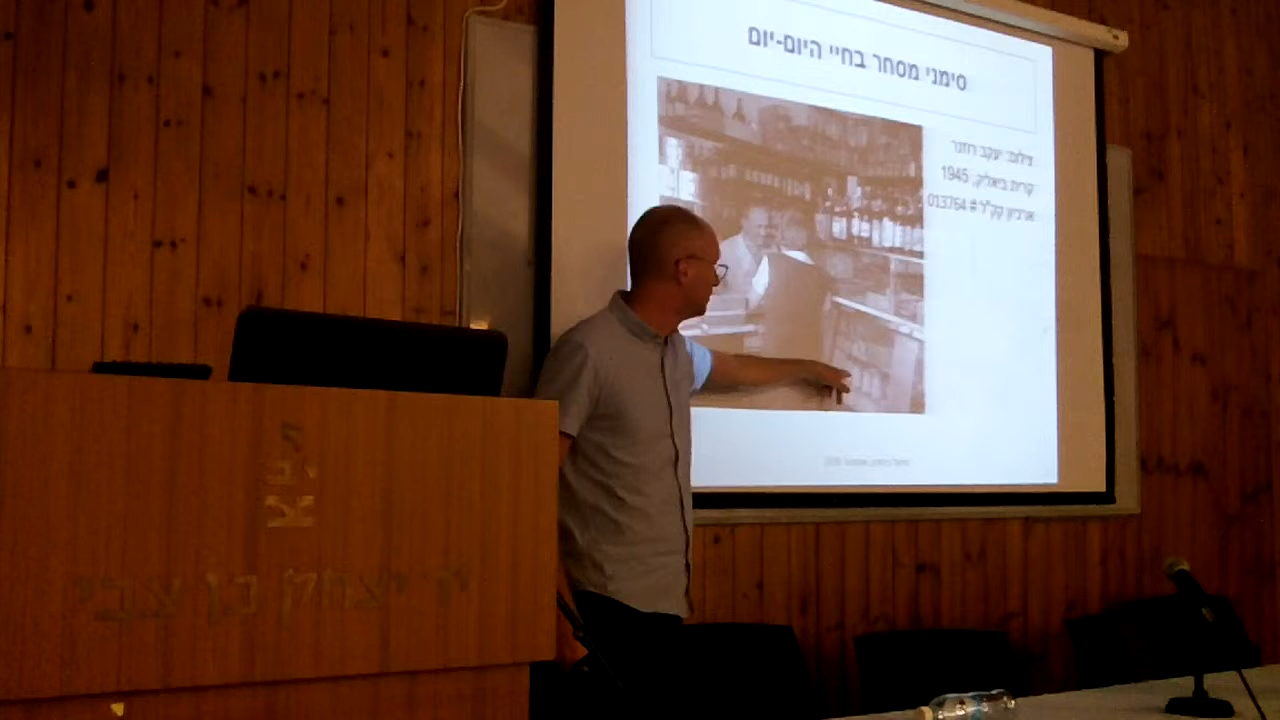 סימני מסחר בחיי היום-יום
צילום: יעקב רוזנר
קרית ביאליק, 1945
ארכיון קק"ל # 013764
יד יצחק בן צבי